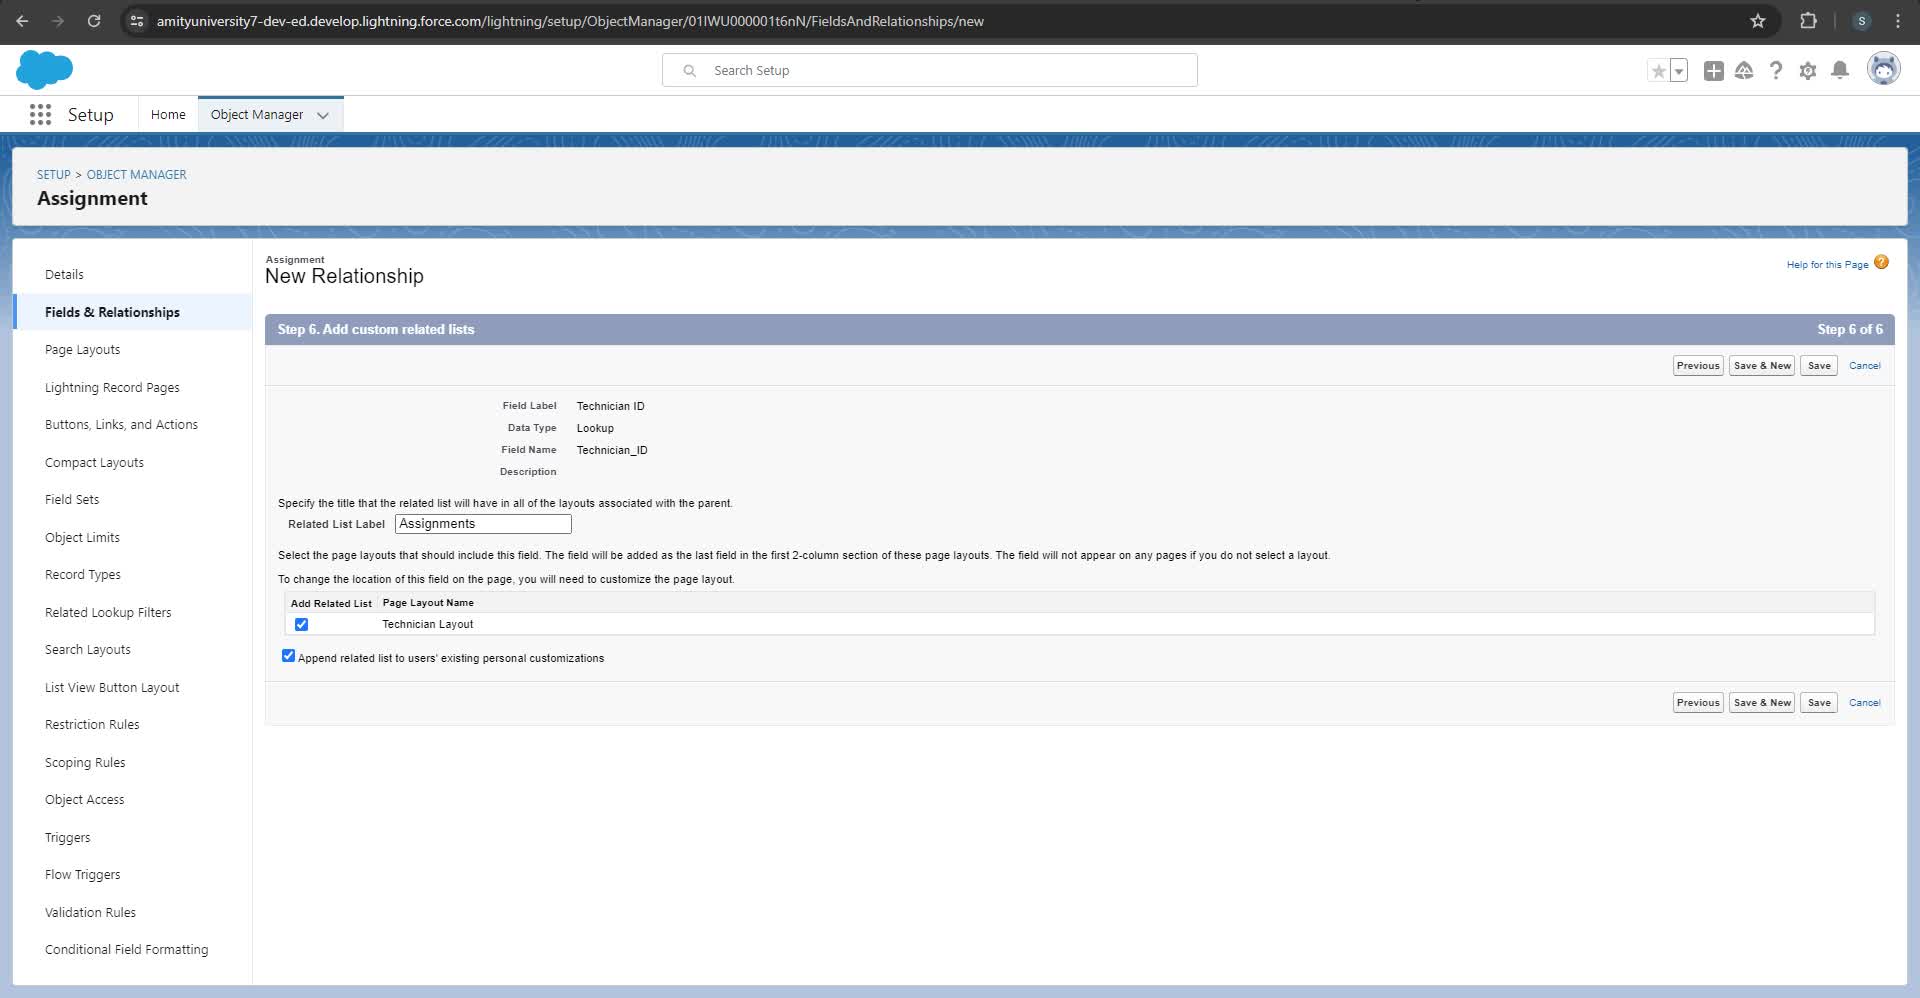 amityuniversity7-dev-ed.develop.lightning.force.com/lightning/setup/ObjectManager/01IWU000001t6nN/FieldsAndRelationships/new
S
Search Setup
Setup
Home
Object Manager
SETUP > OBJECT MANAGER
Assignment
Details
Fields & Relationships
Page Layouts
Lightning Record Pages
Buttons, Links, and Actions
Compact Layouts
Field Sets
Object Limits
Record Types
Related Lookup Filters
Search Layouts
List View Button Layout
Restriction Rules
Scoping Rules
Object Access
Triggers
Flow Triggers
Validation Rules
Conditional Field Formatting
Assignment
New Relationship
Help for this Page ?
Step 6. Add custom related lists Step 6 of 6
Previous Save & New Save Cancel
Field Label Technician ID
Data Type Lookup
Field Name Technician_ID
Description
Specify the title that the related list will have in all of the layouts associated with the parent.
Related List Label Assignments
Select the page layouts that should include this field. The field will be added as the last field in the first 2-column section of these page layouts. The field will not appear on any pages if you do not select a layout.
To change the location of this field on the page, you will need to customize the page layout.
Add Related List Page Layout Name
Technician Layout
Append related list to users' existing personal customizations
Previous Save & New Save Cancel